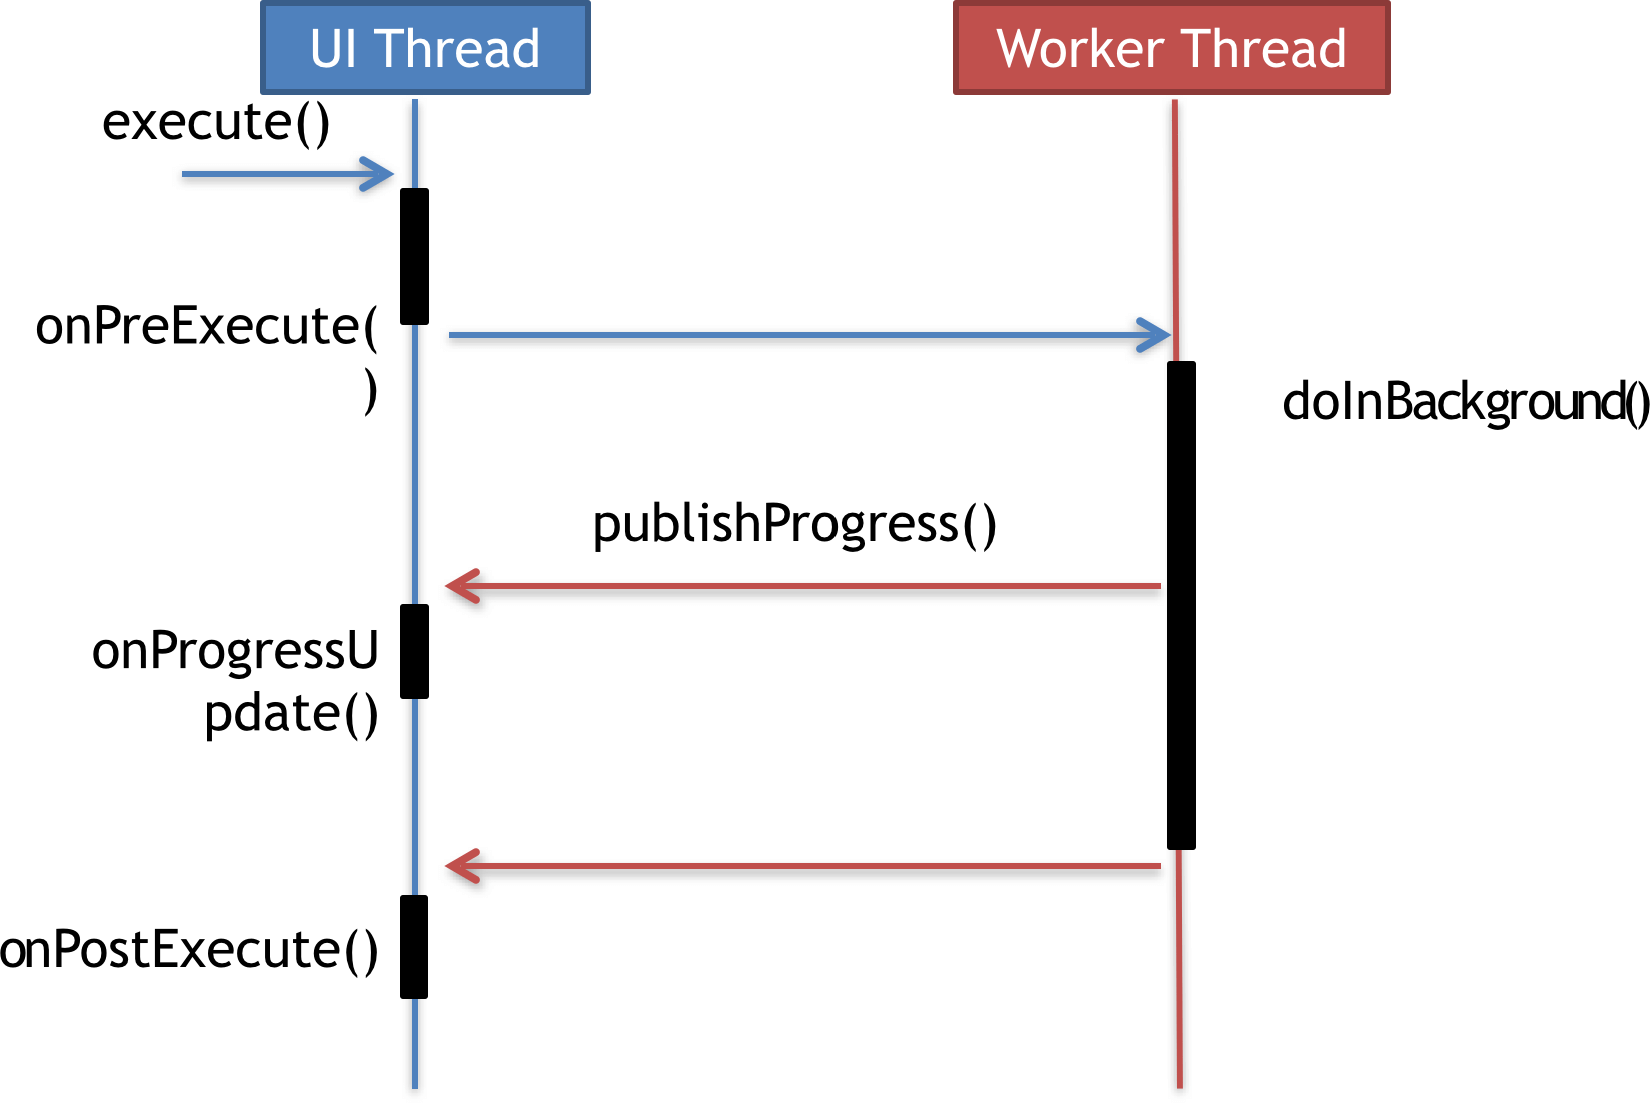 UI Thread
Worker Thread
execute()
onPreExecute(
)
doInBackground()
publishProgress()
onProgressU
pdate()
onPostExecute()